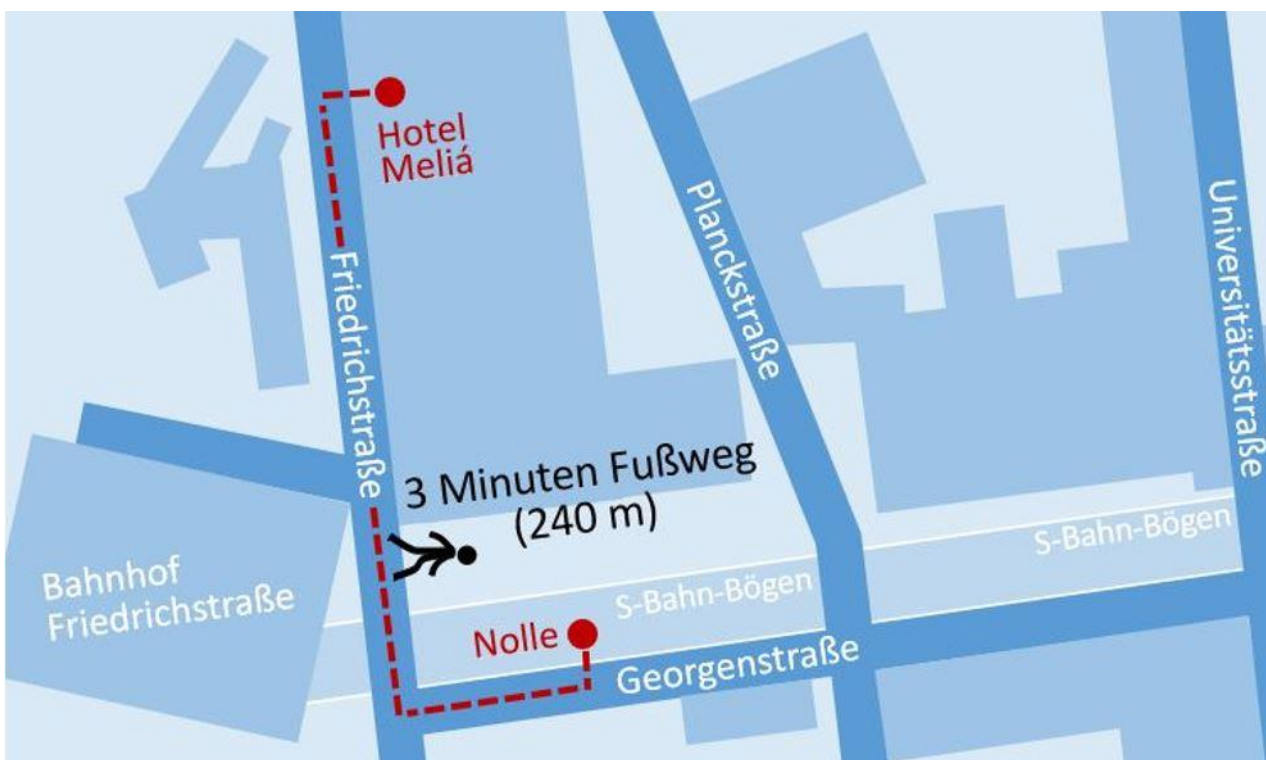 Hotel
Meliá
Friedrichstraße
Planckstraße
Universitätsstraße
3 Minuten Fußweg
(240 m)
S-Bahn-Bögen
Bahnhof
Friedrichstraße
S-Bahn-Bögen
Nolle
Georgenstraße